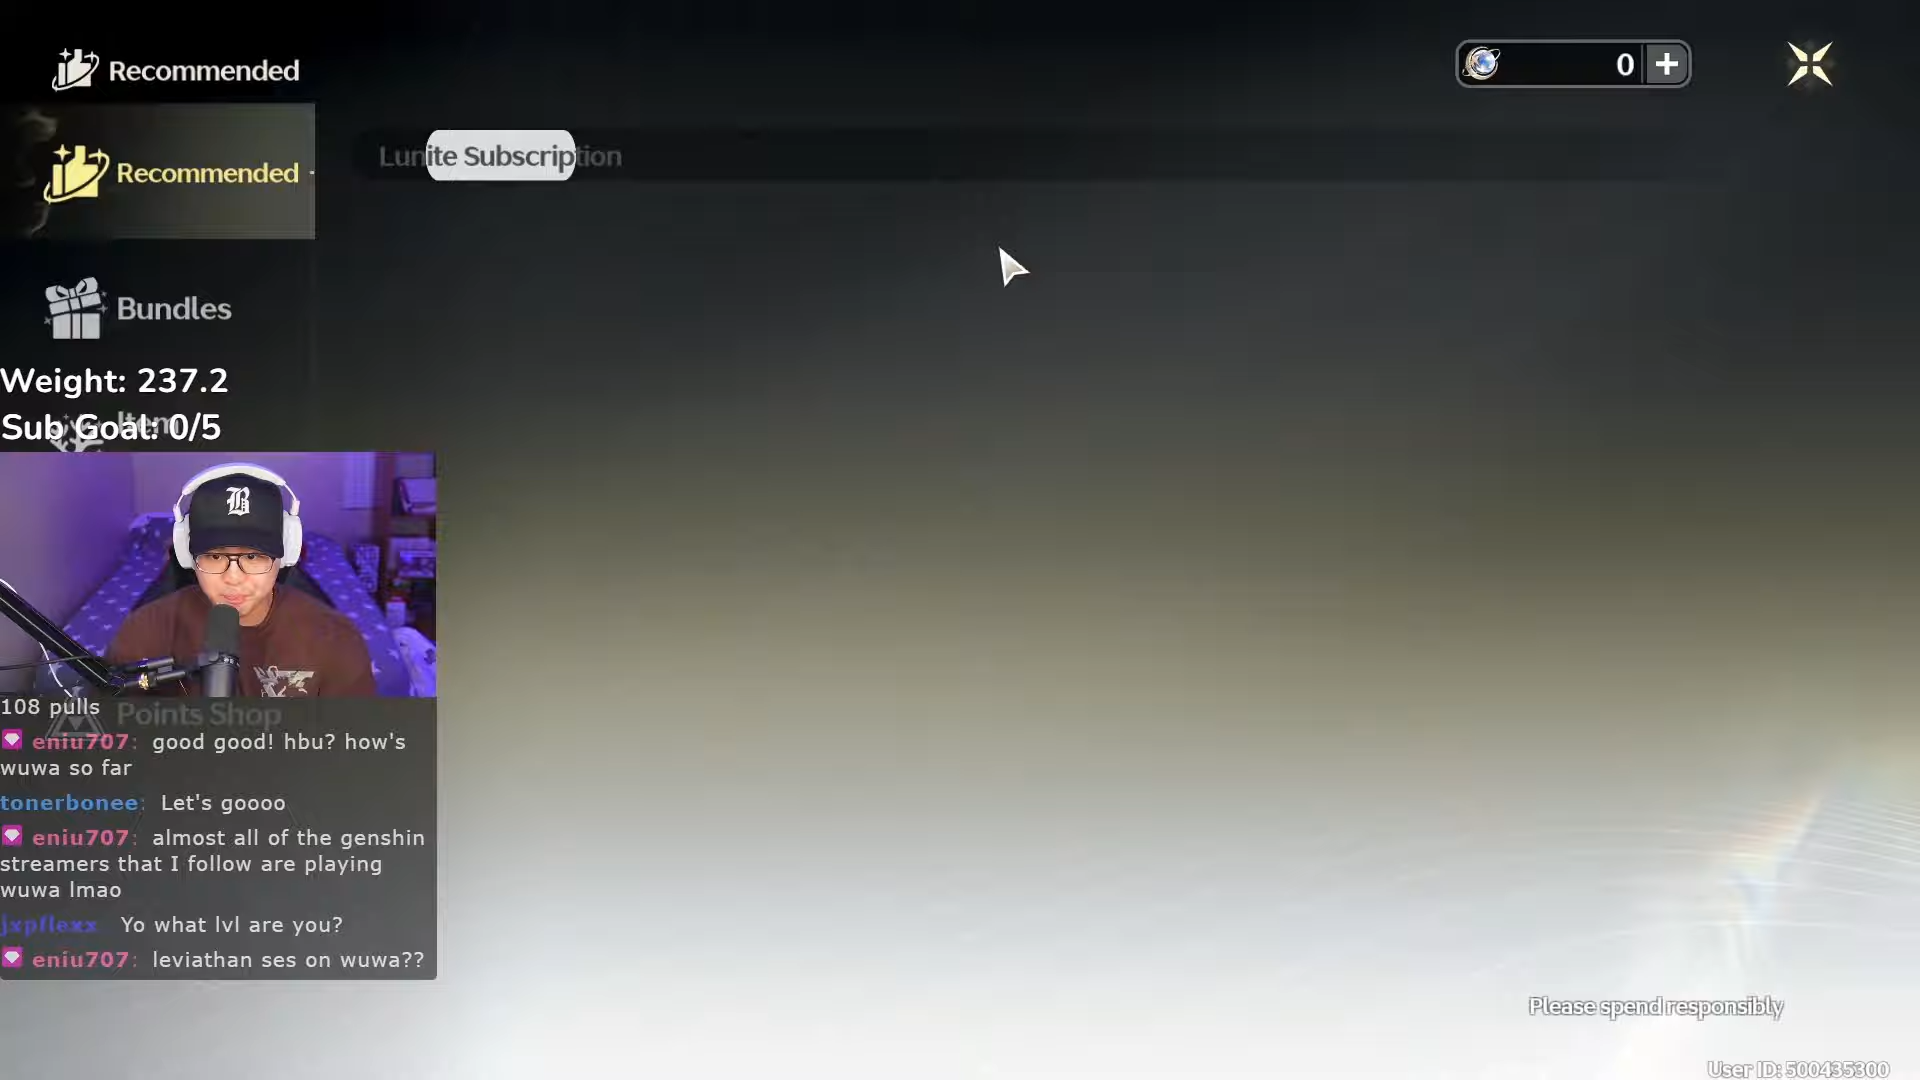 Recommended
0
Recommended
Lunite Subscription
Bundles
Weight: 237.2
Item
Sub Goal: 0/5
B
108 pulls
Points Shop
eniu707: good good! hbu? how's
wuwa so far
tonerbonee: Let's goooo
eniu707: almost all of the genshin
streamers that I follow are playing
wuwa lmao
jxpflexx: Yo what lvl are you?
eniu707: leviathan ses on wuwa??
Please spend responsibly
User ID: 500435300